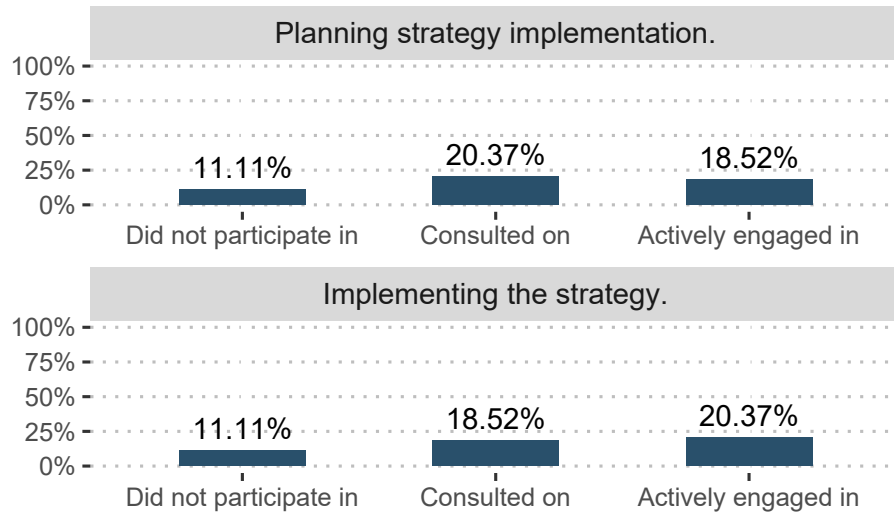 Planning strategy implementation.
100%
75%
50%
25%
0%
11.11%
20.37%
18.52%
Did not participate in
Consulted on
Actively engaged in
Implementing the strategy.
100%
75%
50%
25%
0%
11.11%
18.52%
20.37%
Did not participate in
Consulted on
Actively engaged in